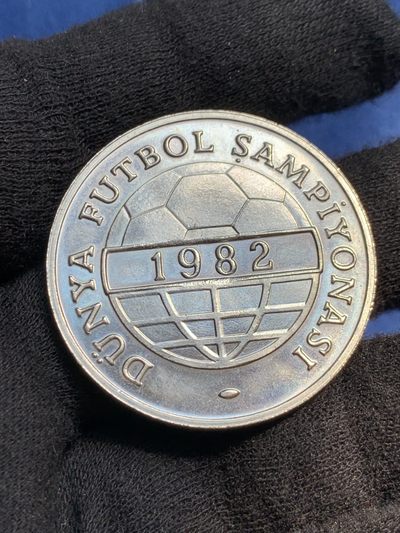 DÜNYA FUTBOL ŞAMPİYONASI
1982